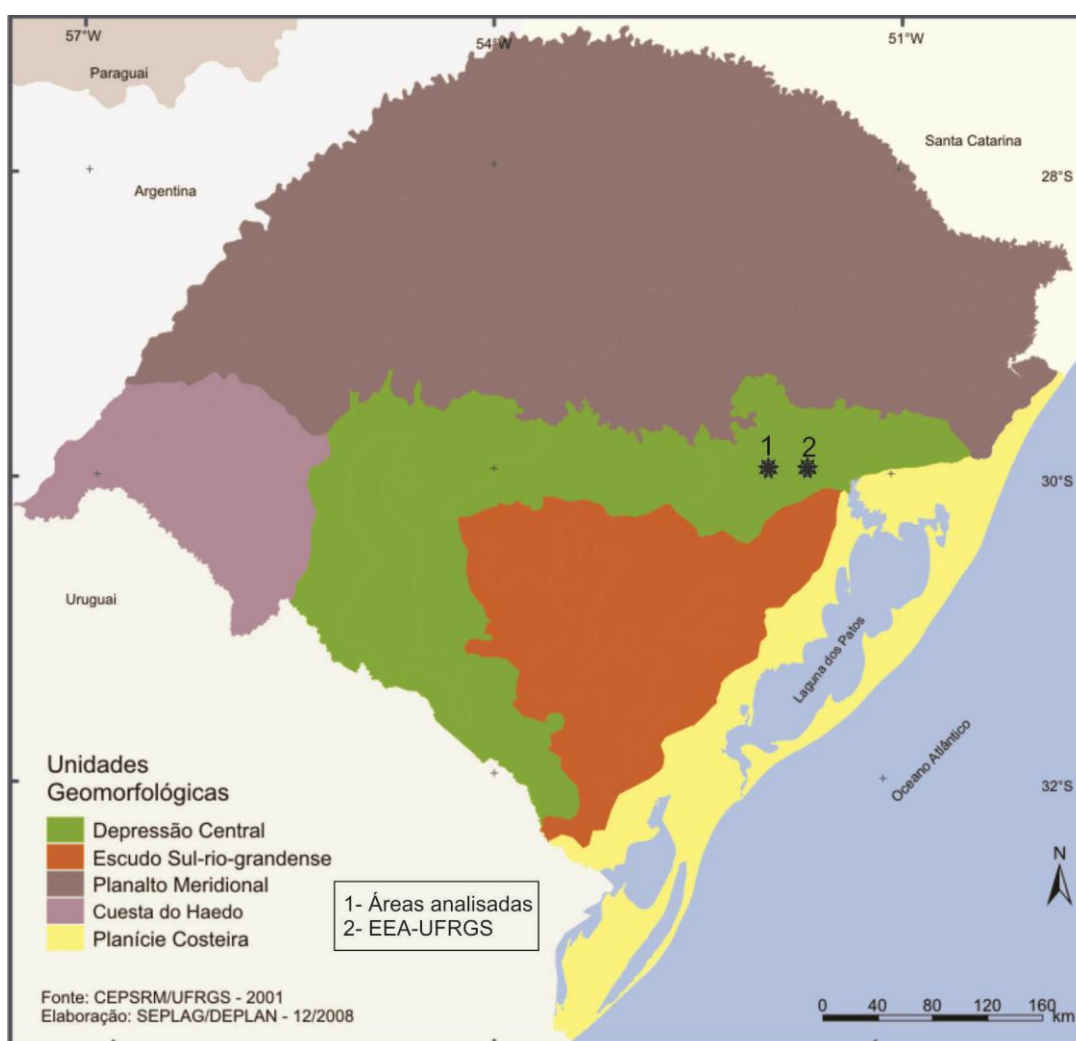 57°W
54°W
51°W
Paraguai
Santa Catarina
28°S
Argentina
1 2
30°S
Uruguai
Laguna dos Patos
Oceano Atlântico
32°S
Unidades
Geomorfológicas
Depressão Central
Escudo Sul-rio-grandense
Planalto Meridional
Cuesta do Haedo
Planície Costeira
1- Áreas analisadas
2- EEA-UFRGS
N
Fonte: CEPSRM/UFRGS - 2001
Elaboração: SEPLAG/DEPLAN - 12/2008
0 40 80 120 160
km